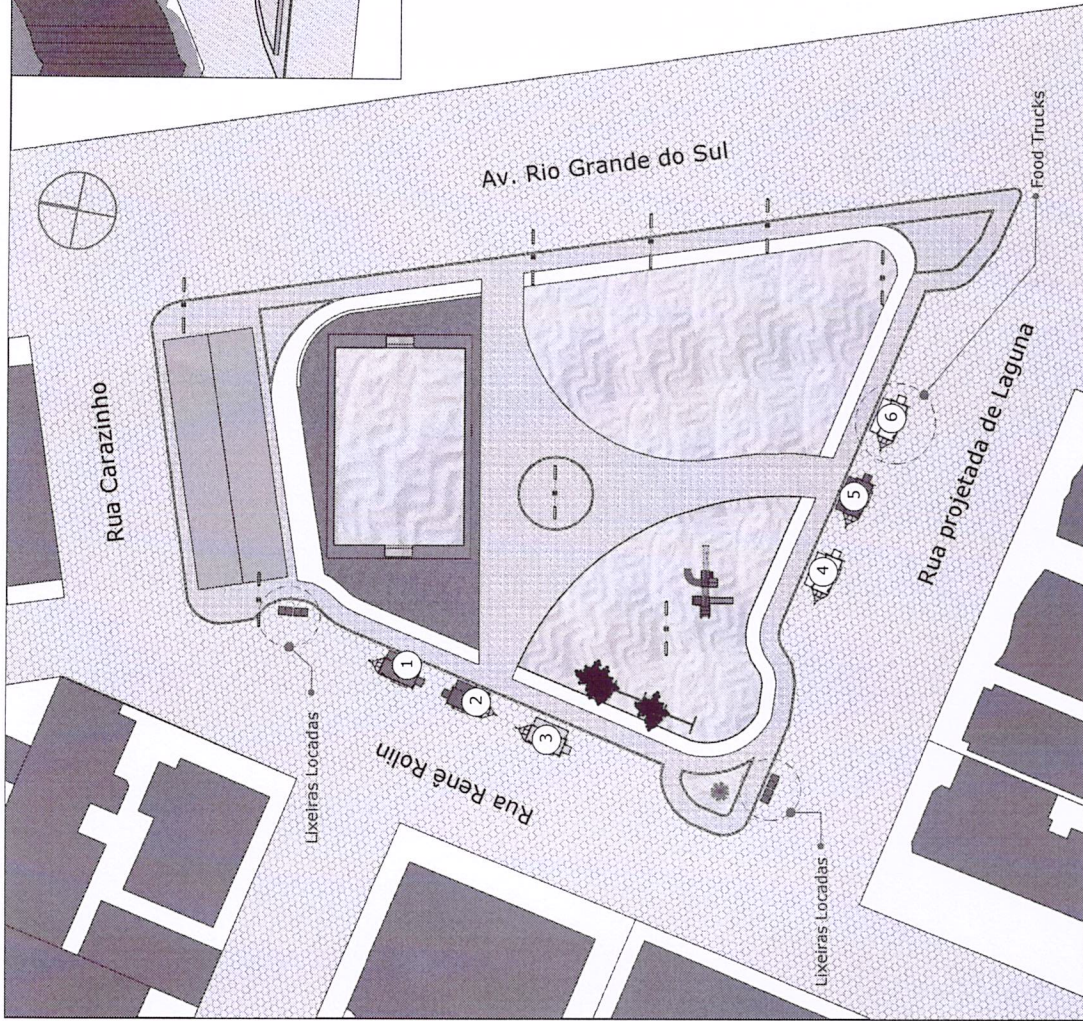 Av. Rio Grande do Sul
Food Trucks
Rua Carazinho
Rua projetada de Laguna
Lixeiras Locadas
Rua Renê Rolin
Lixeiras Locadas
1
2
3
4
5
6